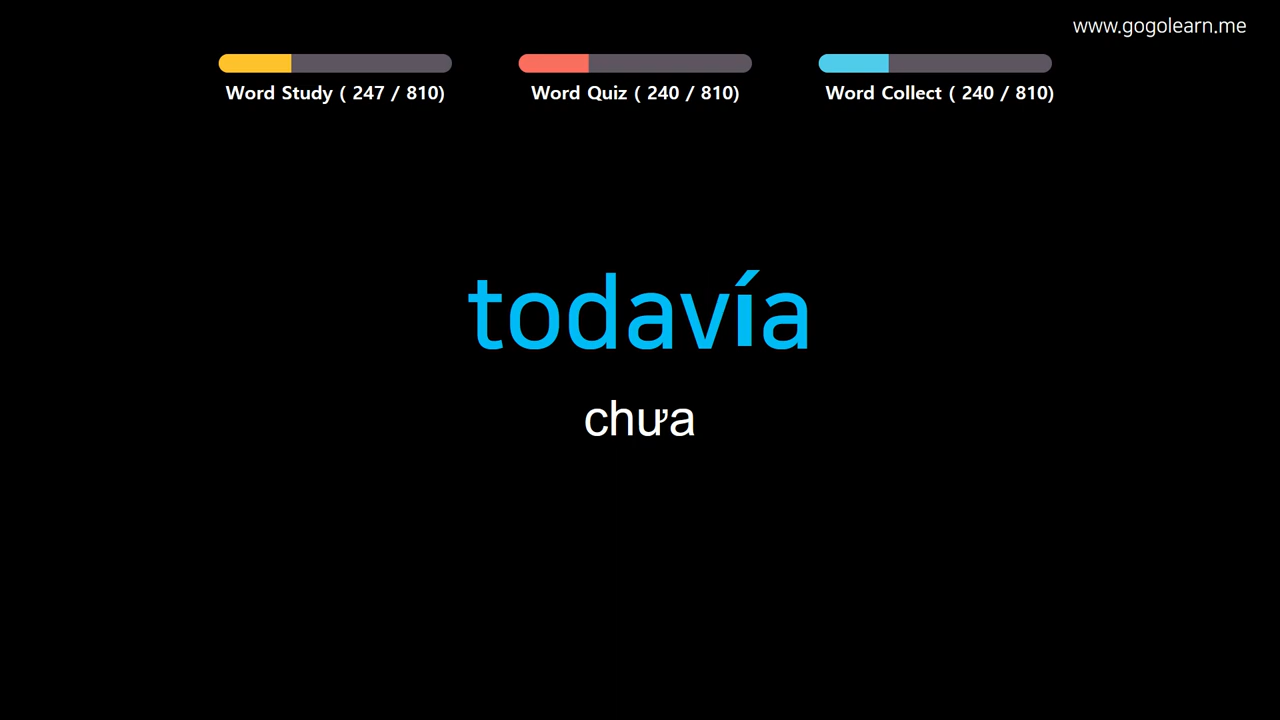 www.gogolearn.me
Word Study ( 247 / 810)
Word Quiz ( 240 / 810)
Word Collect ( 240 / 810)
todavía
chưa